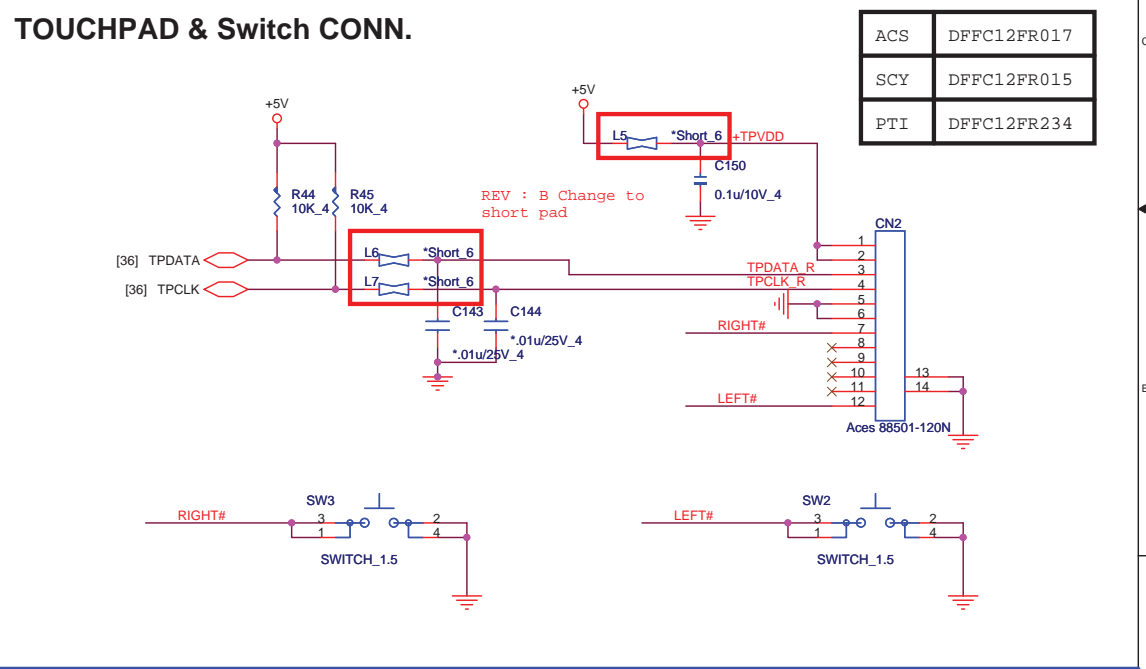 TOUCHPAD & Switch CONN.
ACS DFFC12FR017
SCY DFFC12FR015
PTI DFFC12FR234
+5V
+5V
L5 *Short_6 +TPVDD
C150
0.1u/10V_4
R44
10K_4
R45
10K_4
REV : B Change to
short pad
CN2
[36] TPDATA
L6 *Short_6
[36] TPCLK
L7 *Short_6
TPDATA_R
TPCLK_R
C143
*.01u/25V_4
C144
*.01u/25V_4
RIGHT#
LEFT#
1
2
3
4
5
6
7
8
9
10
11
12
13
14
Aces 88501-120N
RIGHT#
SW3
3 2
1 4
SWITCH_1.5
LEFT#
SW2
3 2
1 4
SWITCH_1.5